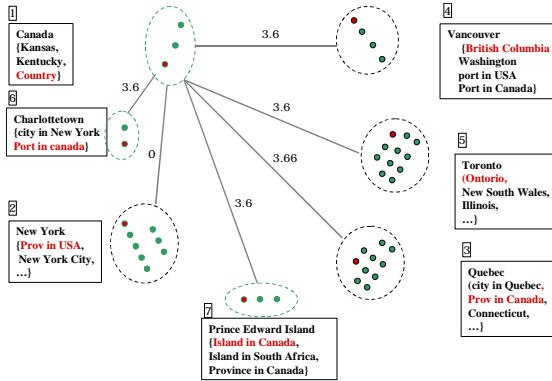 1
Canada
{Kansas,
Kentucky,
Country}
3.6
4
Vancouver
{British Columbia
Washington
port in USA
Port in Canada}
3.6
6
Charlottetown
{city in New York
Port in canada}
3.6
5
Toronto
(Ontorio,
New South Wales,
Illinois,
...}
0
3.66
2
New York
{Prov in USA,
New York City,
...}
3.6
3
Quebec
(city in Quebec,
Prov in Canada,
Connecticut,
...}
7
Prince Edward Island
{Island in Canada,
Island in South Africa,
Province in Canada}